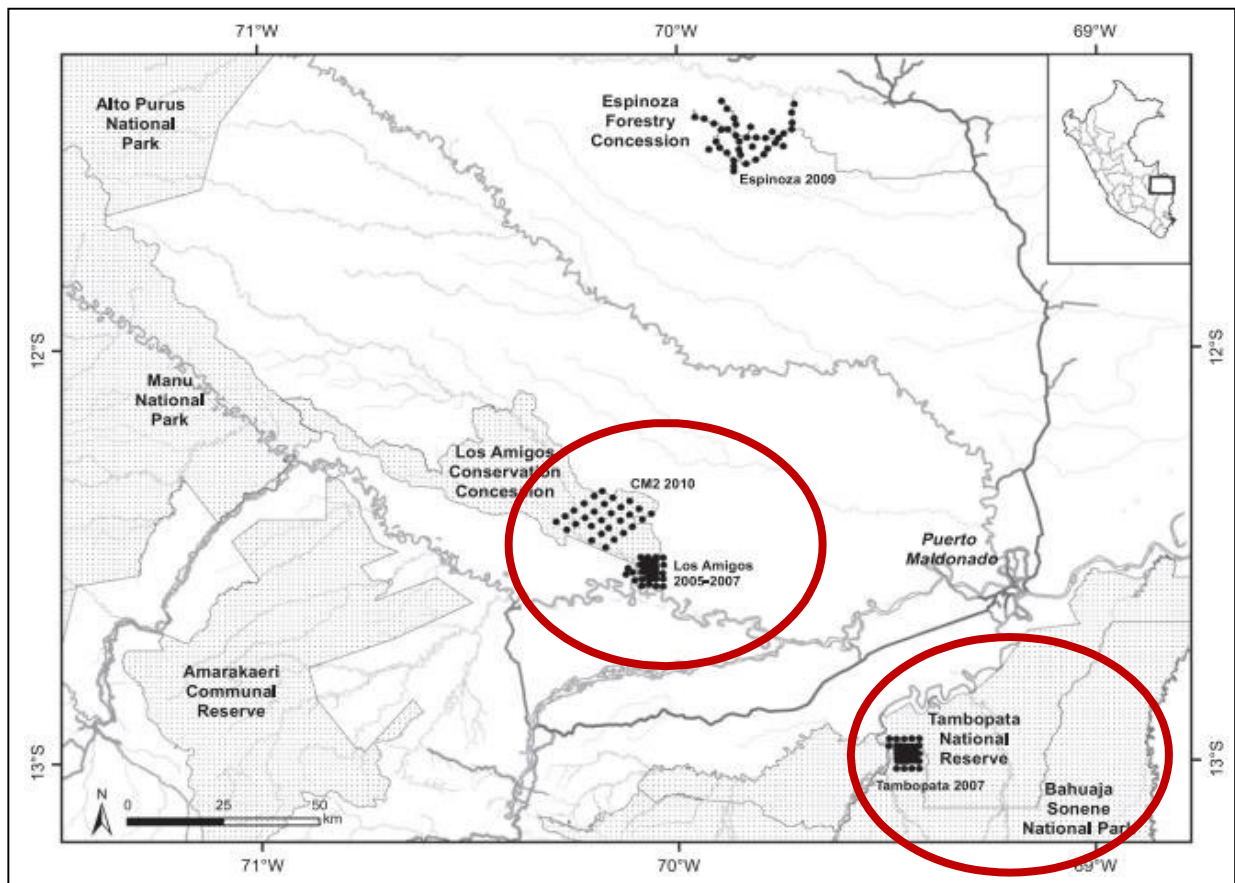 71°W
70°W
69°W
Alto Purus
National
Park
Espinoza
Forestry
Concession
Espinoza 2009
12°S
12°S
Manu
National
Park
Los Amigos
Conservation
Concession
CM2 2010
Los Amigos
2005-2007
Puerto
Maldonado
Amarakaeri
Communal
Reserve
Tambopata
National
Reserve
Tambopata 2007
13°S
13°S
Bahuaja
Sonene
National Park
N
0 25 50
km
71°W
70°W
69°W